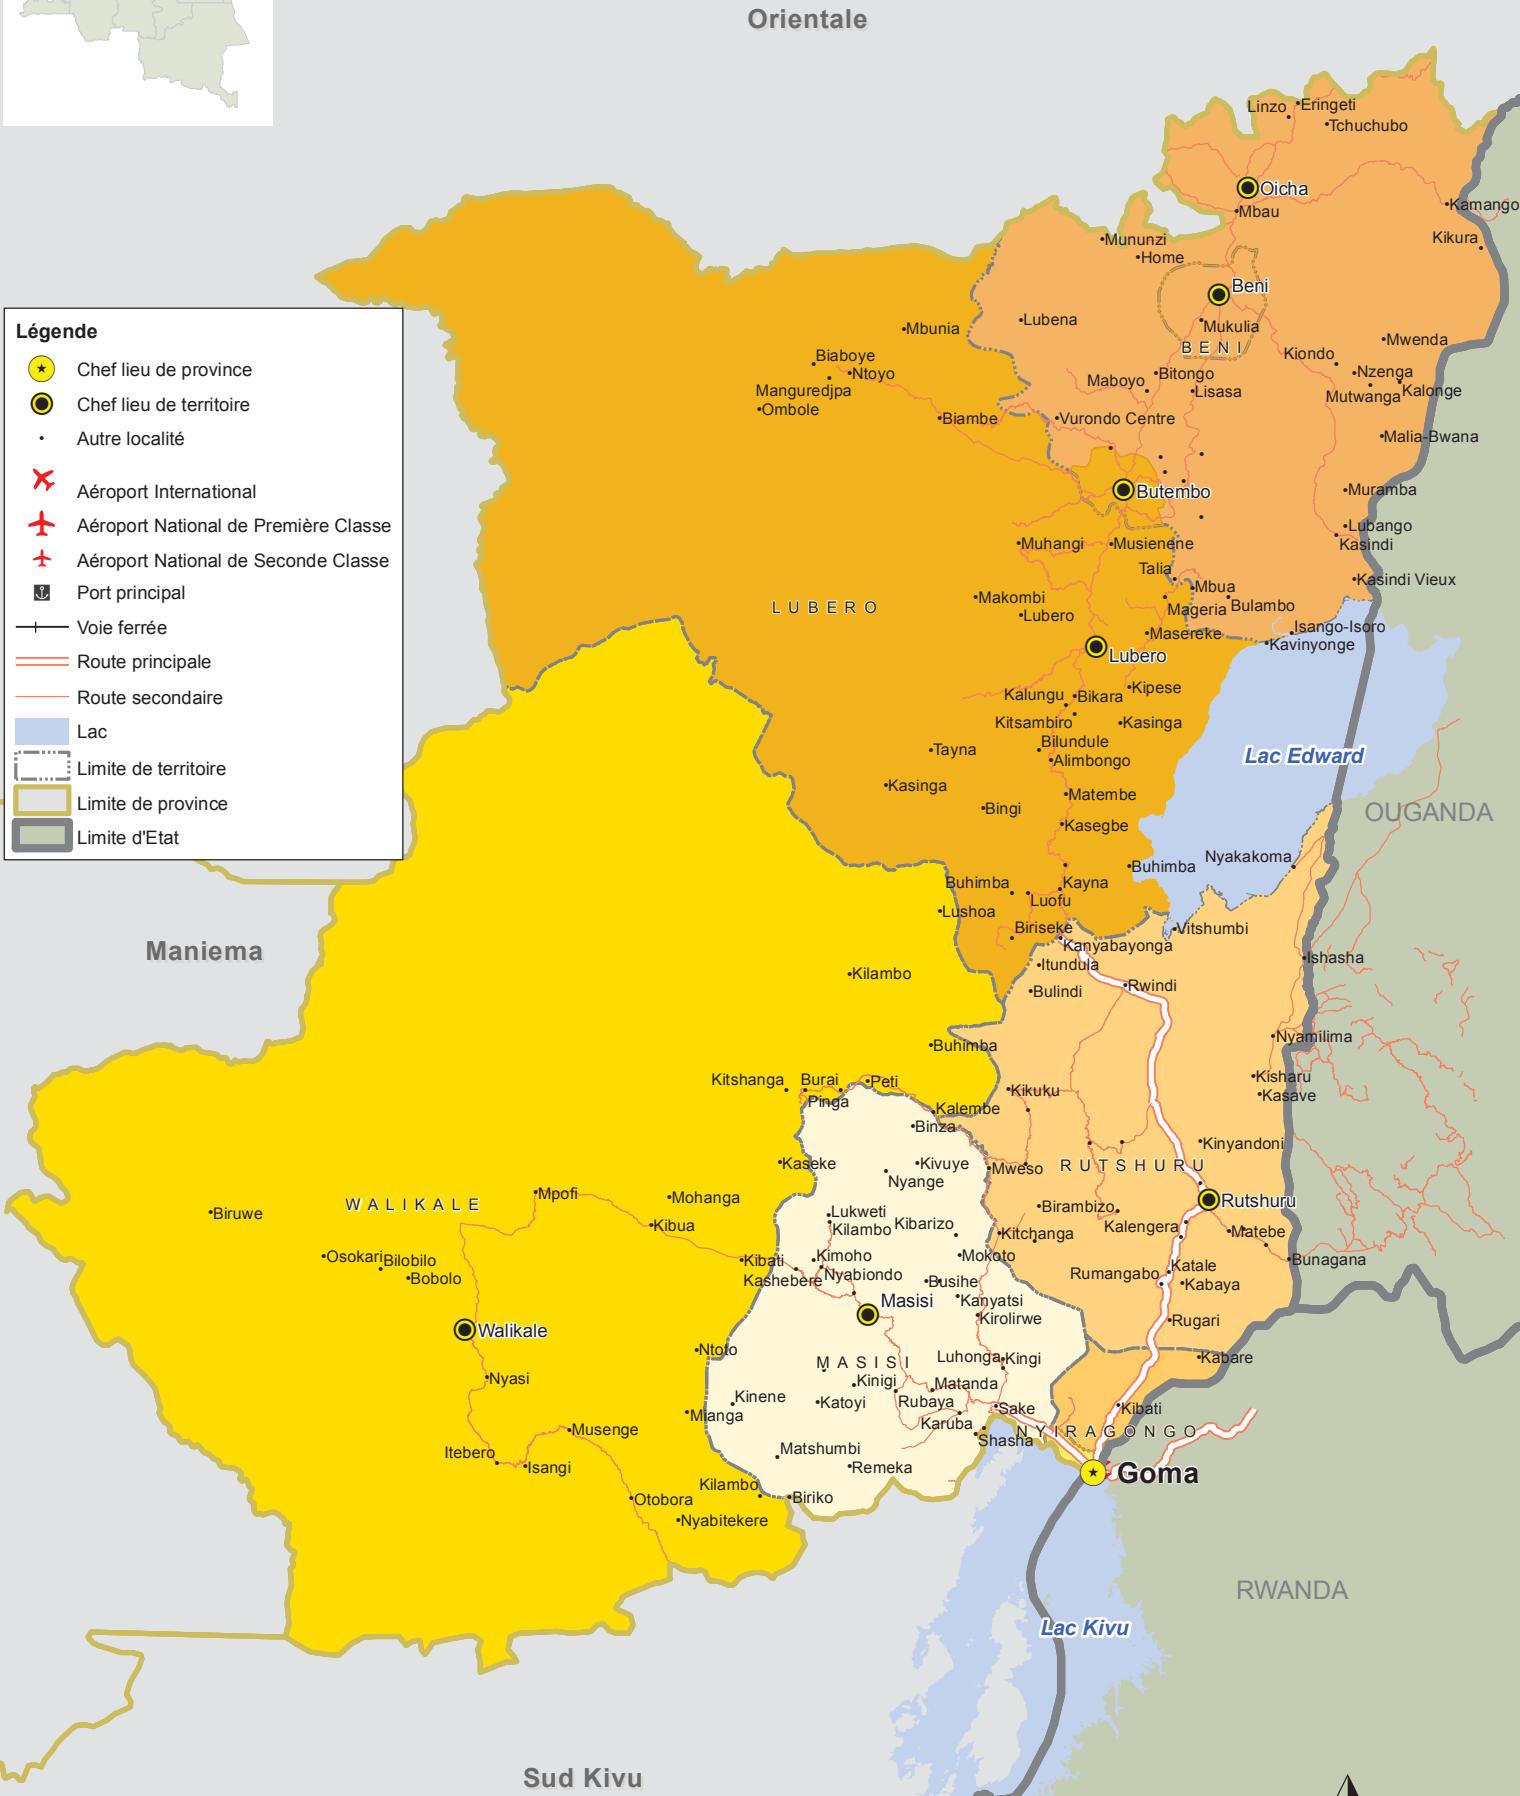 Orientale
Linzo
Eringeti
Tchuchubo
Oicha
Mbau
Kamango
Kikura
Mununzi
Home
Beni
Mukulia
BENI
Lubena
Mbunia
Biaboye
Ntoyo
Manguredjpa
Ombole
Biambe
Mwenda
Kiondo
Nzenga
Mutwanga
Kalonge
Maboyo
Bitongo
Lisasa
Vurondo Centre
Malia-Bwana
Butembo
Muramba
Lubango
Kasindi
Kasindi Vieux
Légende
Chef lieu de province
Chef lieu de territoire
Autre localité
Aéroport International
Aéroport National de Première Classe
Aéroport National de Seconde Classe
Port principal
Voie ferrée
Route principale
Route secondaire
Lac
Limite de territoire
Limite de province
Limite d'Etat
Muhangi
Musienene
Talia
Mbua
Mageria
Bulambo
Makombi
Lubero
LUBERO
Masereke
Isango-Isoro
Kavinyonge
Lubero
Kalungu
Bikara
Kipese
Kitsambiro
Kasinga
Bilundule
Alimbongo
Tayna
Kasinga
Bingi
Matembe
Kasegbe
Lac Edward
OUGANDA
Nyakakoma
Buhimba
Buhimba
Kayna
Luofu
Lushoa
Biriseke
Kanyabayonga
Vitshumbi
Itundula
Ishasha
Bulindi
Rwindi
Maniema
Kilambo
Buhimba
Nyamilima
Kisharu
Kasave
Kitshanga
Burai
Peti
Pinga
Kalembe
Kikuku
Binza
Kinyandoni
Kaseke
Kivuye
Nyange
Mweso
RUTSHURU
Rutshuru
WALIKALE
Mpofi
Mohanga
Biruwe
Kibua
Lukweti
Kilambo
Kibarizo
Birambizo
Kalengera
Kitchanga
Matebe
Bunagana
Osokari
Bilobilo
Bobolo
Kibati
Kashebere
Kimoho
Nyabiondo
Mokoto
Busihe
Kanyatsi
Kirolirwe
Rumangabo
Katale
Kabaya
Rugari
Masisi
Walikale
Ntoto
MASISI
Luhonga
Kingi
Kabare
Nyasi
Kinigi
Matanda
Kinene
Katoyi
Rubaya
Mianga
Karuba
Sake
Kibati
Shasha
NYIRAGONGO
Musenge
Itebero
Isangi
Matshumbi
Remeka
Goma
Kilambo
Biriko
Otobora
Nyabitekere
RWANDA
Lac Kivu
Sud Kivu